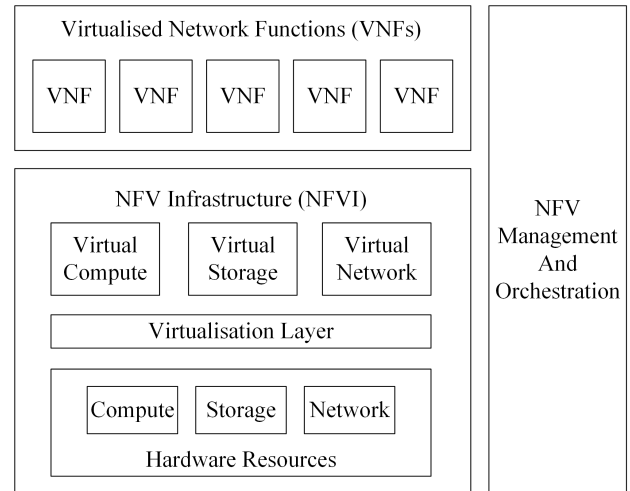 Virtualised Network Functions (VNFs)
VNF
VNF
VNF
VNF
VNF
NFV Infrastructure (NFVI)
Virtual
Compute
Virtual
Storage
Virtual
Network
Virtualisation Layer
Compute
Storage
Network
Hardware Resources
NFV
Management
And
Orchestration